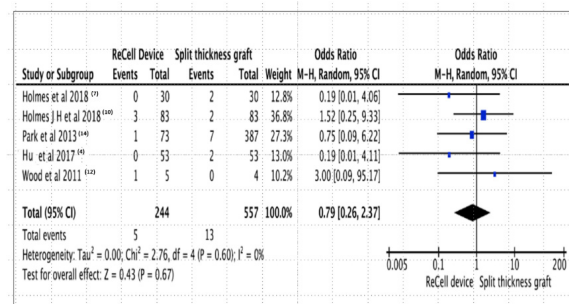 ReCell Device Split thickness graft Odds Ratio Odds Ratio
Study or Subgroup Events Total Events Total Weight M-H, Random, 95% CI M-H, Random, 95% CI
Holmes et al 2018 (7) 0 30 2 30 12.8% 0.19 [0.01, 4.06]
Holmes J H et al 2018 (10) 3 83 2 83 36.8% 1.52 [0.25, 9.33]
Park et al 2013 (14) 1 73 7 387 27.3% 0.75 [0.09, 6.22]
Hu et al 2017 (4) 0 53 2 53 13.0% 0.19 [0.01, 4.11]
Wood et al 2011 (12) 1 5 0 4 10.2% 3.00 [0.09, 95.17]
Total (95% CI) 244 557 100.0% 0.79 [0.26, 2.37]
Total events 5 13
Heterogeneity: Tau² = 0.00; Chi² = 2.76, df = 4 (P = 0.60); I² = 0%
Test for overall effect: Z = 0.43 (P = 0.67)
0.005 0.1 1 10 200
ReCell device Split thickness graft